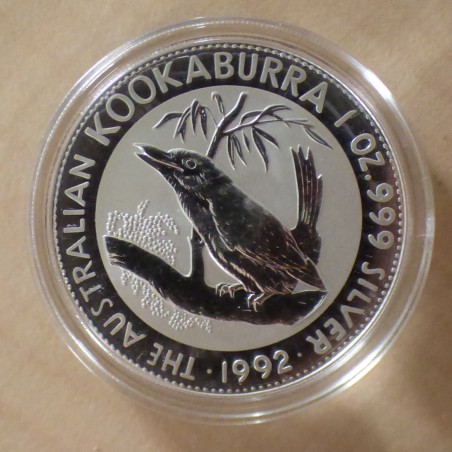 · THE AUSTRALIAN KOOKABURRA 1 OZ. 999 SILVER ·
1992